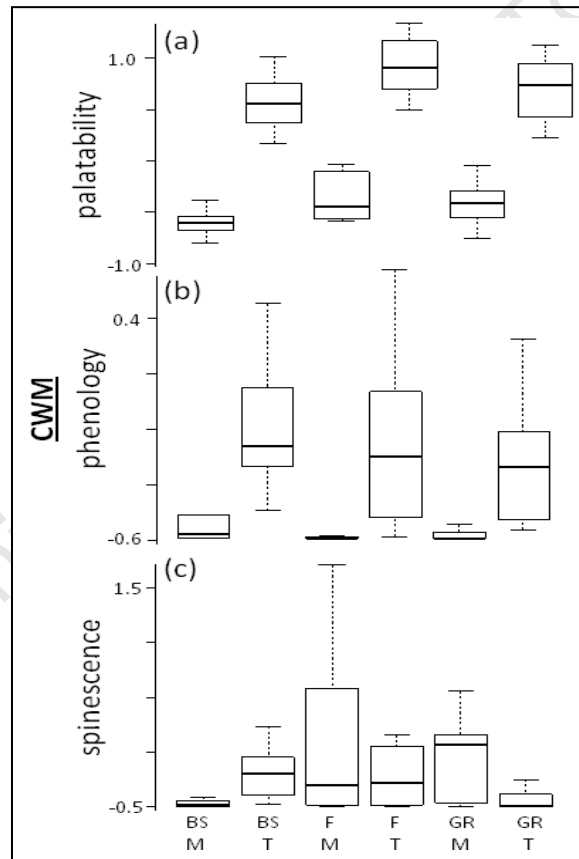 (a)
1.0
palatability
-1.0
(b)
0.4
CWM
phenology
-0.6
(c)
1.5
spinescence
-0.5
BS BS F F GR GR
M T M T M T